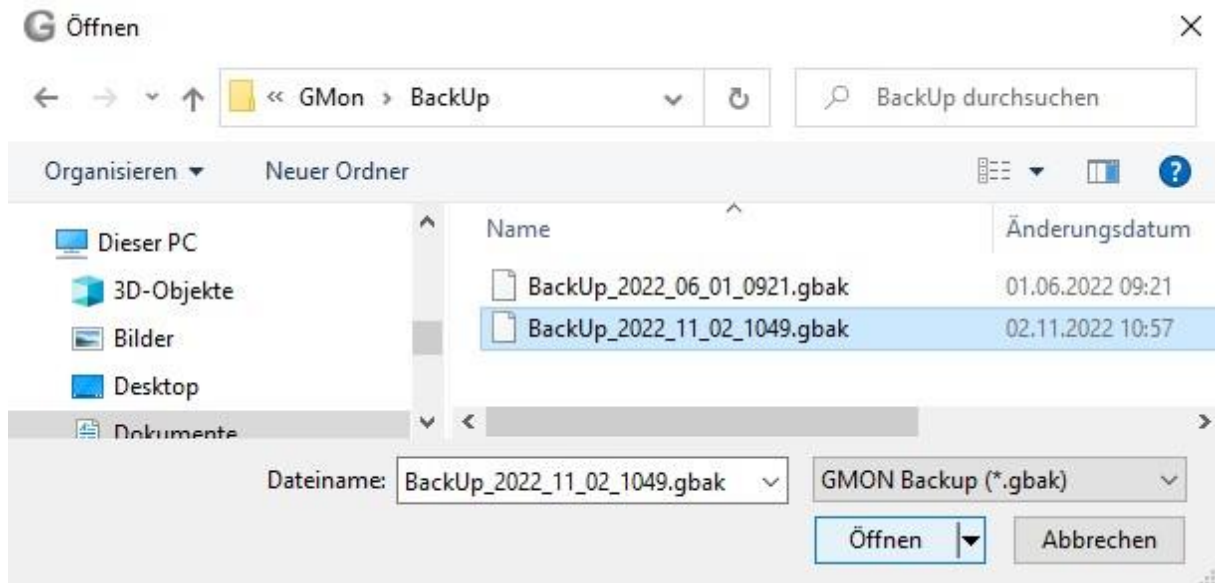 G Öffnen
« GMon › BackUp
BackUp durchsuchen
Organisieren
Neuer Ordner
?
Dieser PC
3D-Objekte
Bilder
Desktop
Dokumente
Name
Änderungsdatum
BackUp_2022_06_01_0921.gbak 01.06.2022 09:21
BackUp_2022_11_02_1049.gbak 02.11.2022 10:57
Dateiname: BackUp_2022_11_02_1049.gbak
GMON Backup (*.gbak)
Öffnen
Abbrechen